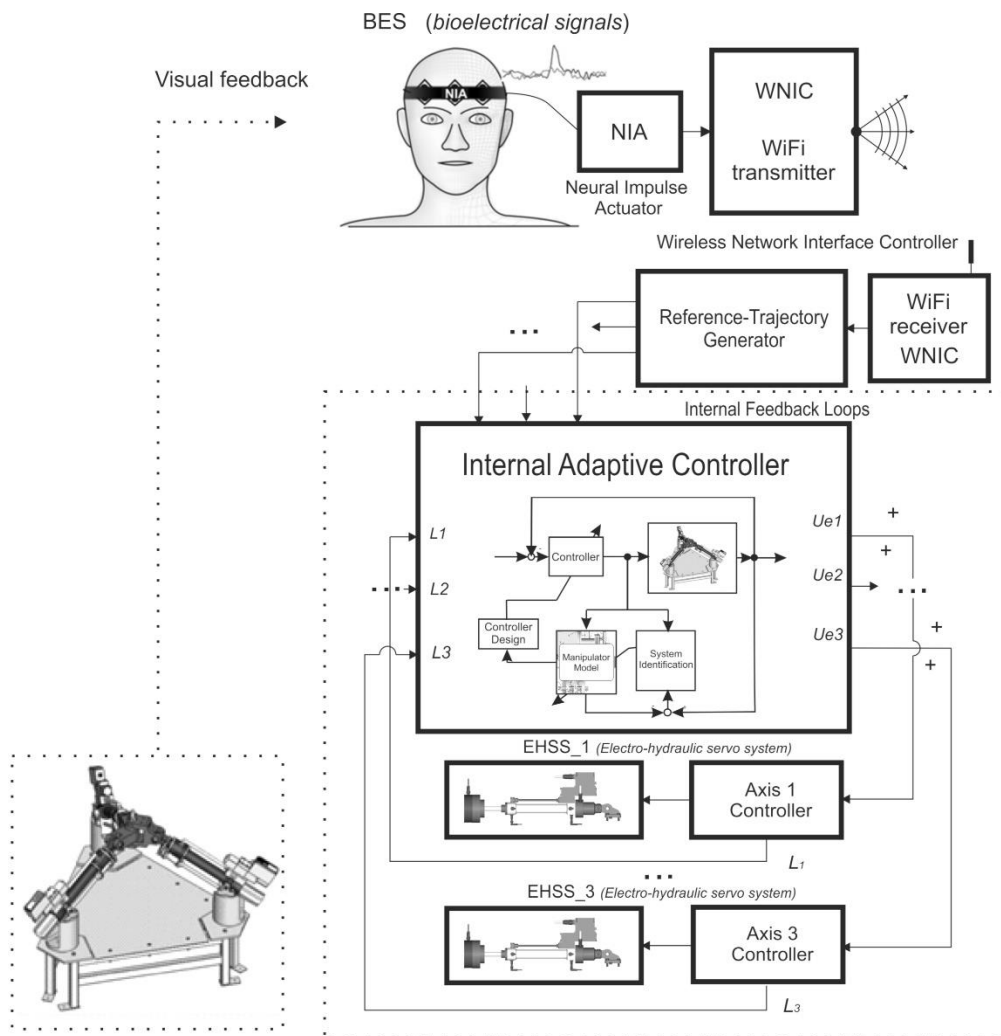 BES (bioelectrical signals)
Visual feedback
NIA
NIA
Neural Impulse
Actuator
WNIC
WiFi
transmitter
Wireless Network Interface Controller
Reference-Trajectory
Generator
WiFi
receiver
WNIC
...
Internal Feedback Loops
Internal Adaptive Controller
L1
... L2
L3
Controller
Controller
Design
Manipulator
Model
System
Identification
Ue1
Ue2
Ue3
+
+
...
+
+
EHSS_1 (Electro-hydraulic servo system)
Axis 1
Controller
L1
...
EHSS_3 (Electro-hydraulic servo system)
Axis 3
Controller
L3